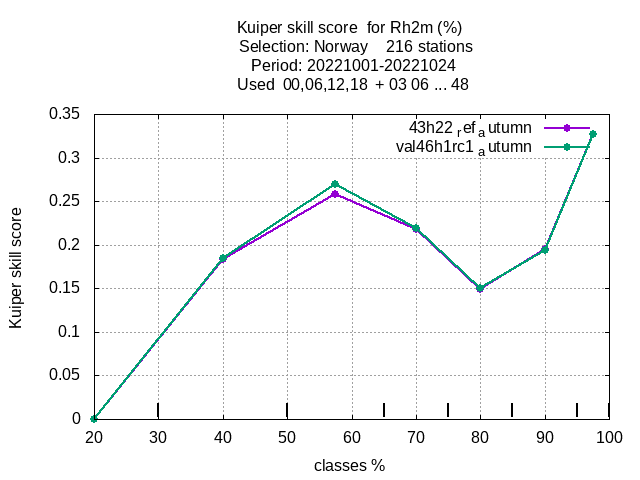 Kuiper skill score for Rh2m (%)
Selection: Norway 216 stations
Period: 20221001-20221024
Used 00,06,12,18 + 03 06 ... 48
43h22 ref autumn
val46h1rc1 autumn
0.35
0.3
0.25
0.2
0.15
0.1
0.05
0
Kuiper skill score
20 30 40 50 60 70 80 90 100
classes %